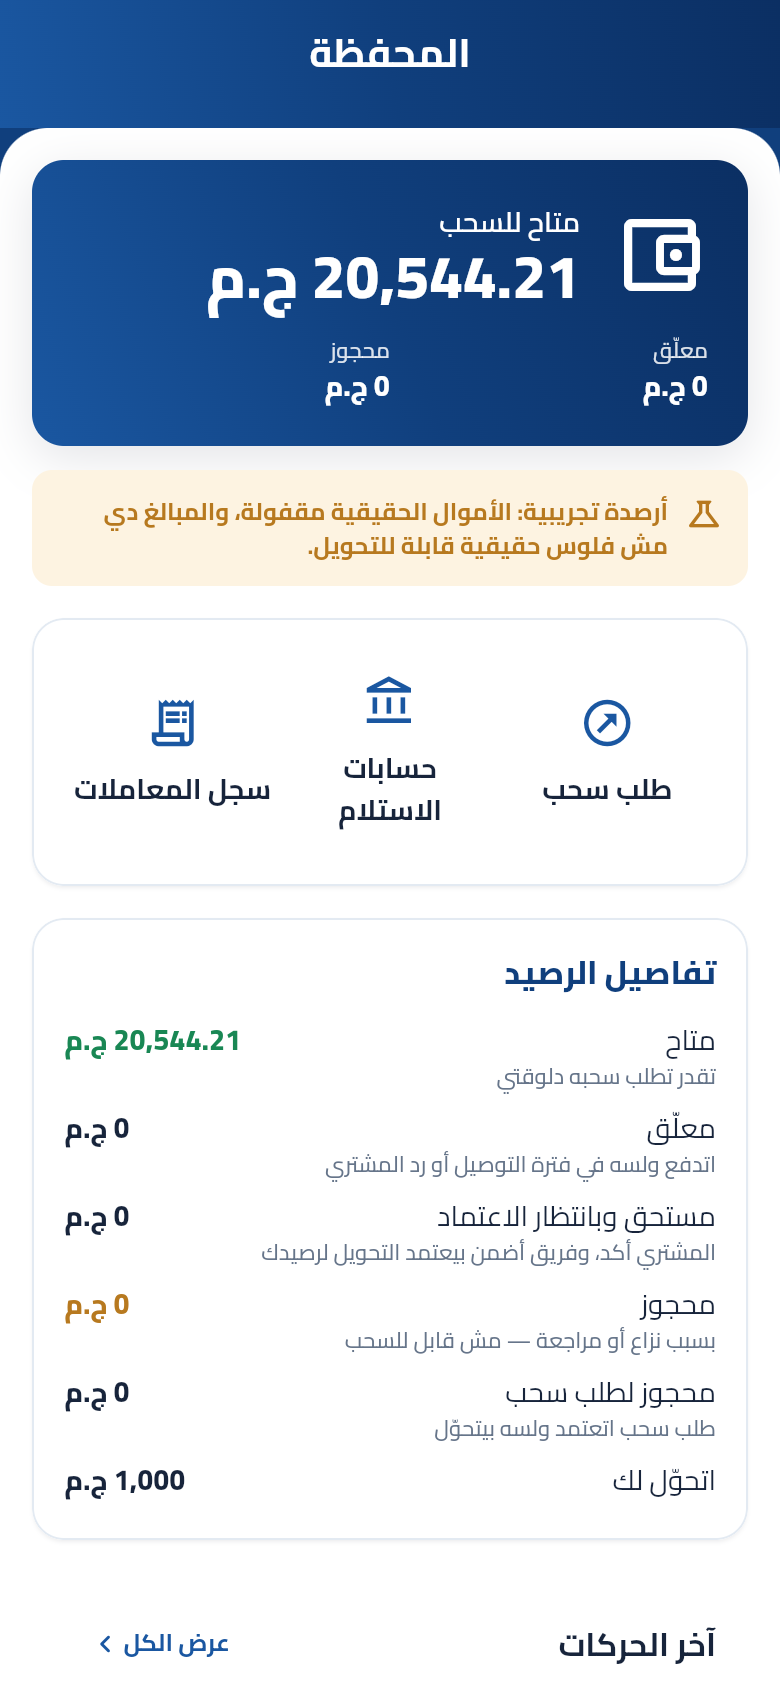 المحفظة
متاح للسحب
20,544.21 ج.م
معلّق
0 ج.م
محجوز
0 ج.م
أرصدة تجريبية: الأموال الحقيقية مقفولة، والمبالغ دي
مش فلوس حقيقية قابلة للتحويل.
طلب سحب
حسابات
الاستلام
سجل المعاملات
تفاصيل الرصيد
متاح
20,544.21 ج.م
تقدر تطلب سحبه دلوقتي
معلّق
0 ج.م
اتدفع ولسه في فترة التوصيل أو رد المشتري
مستحق وبانتظار الاعتماد
0 ج.م
المشتري أكد، وفريق أضمن بيعتمد التحويل لرصيدك
محجوز
0 ج.م
بسبب نزاع أو مراجعة — مش قابل للسحب
محجوز لطلب سحب
0 ج.م
طلب سحب اتعتمد ولسه بيتحوّل
اتحوّل لك
1,000 ج.م
آخر الحركات
عرض الكل